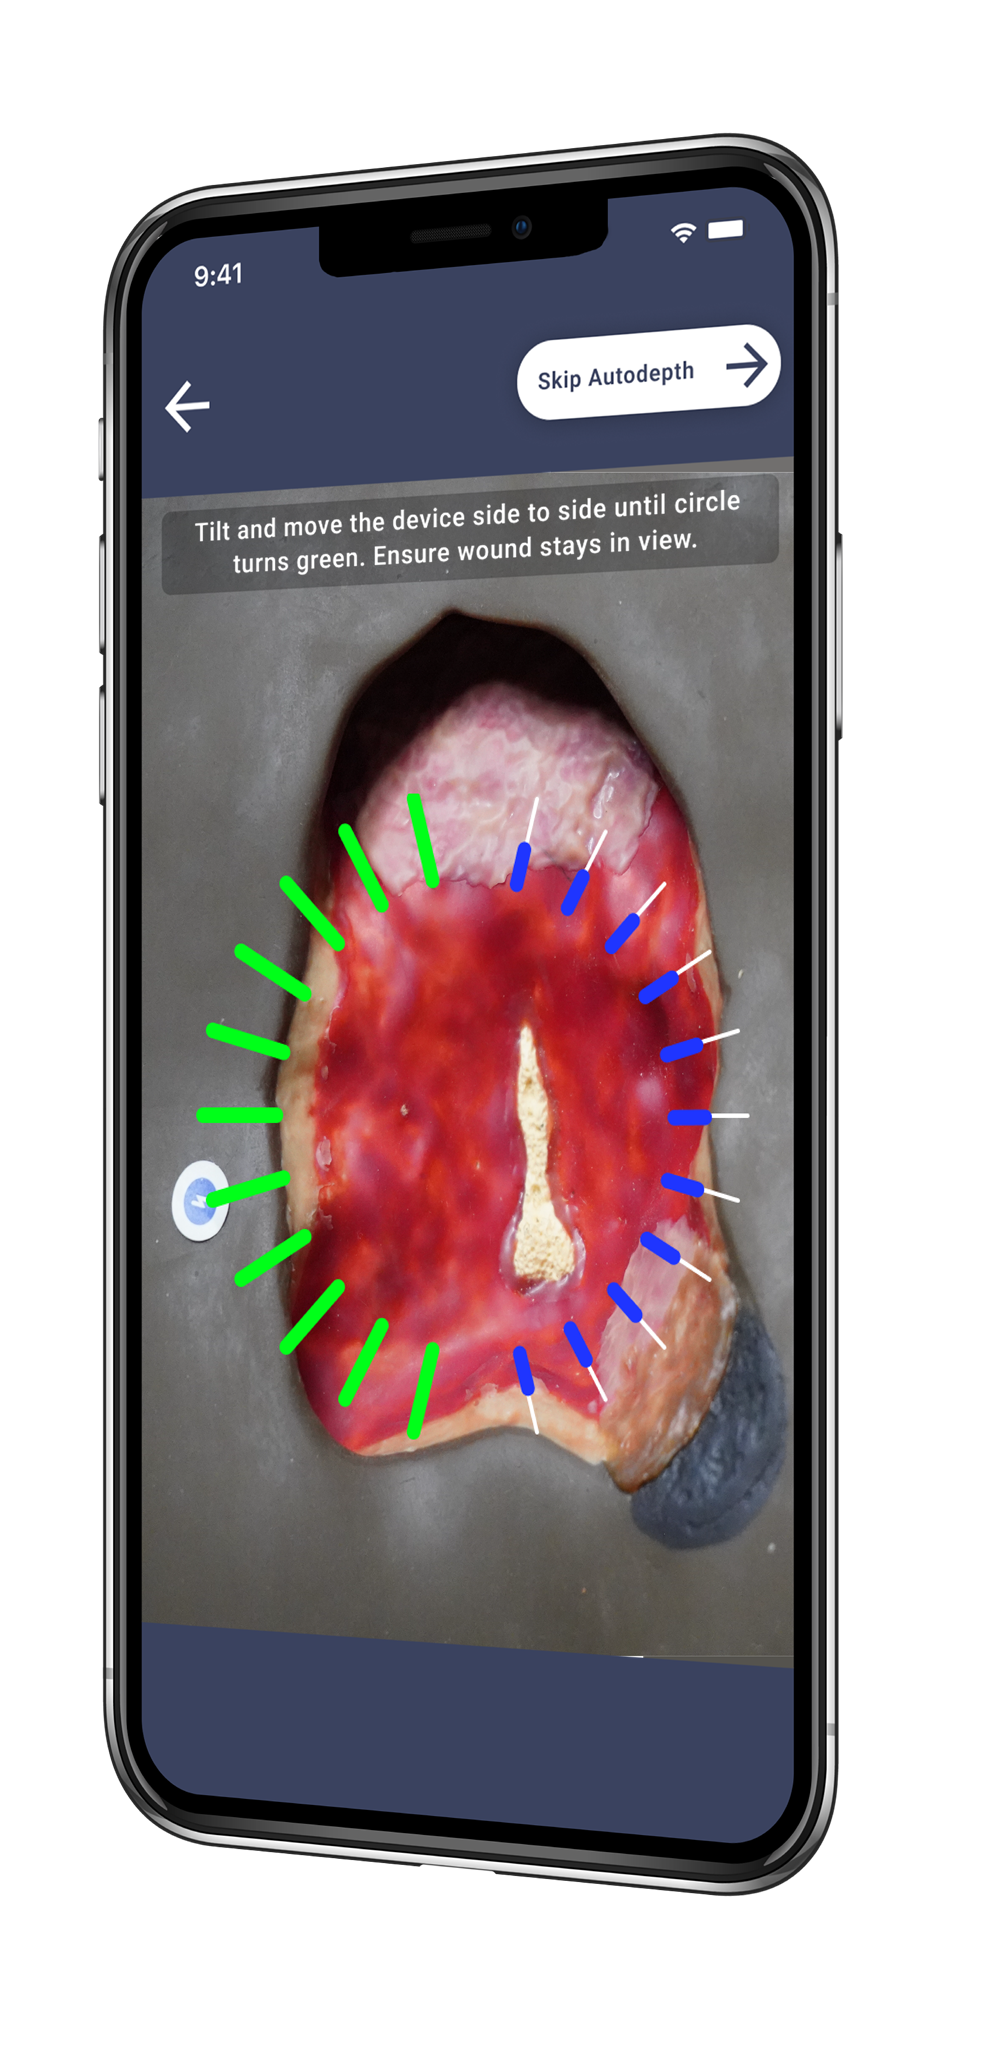 9:41
Skip Autodepth
Tilt and move the device side to side until circle
turns green. Ensure wound stays in view.